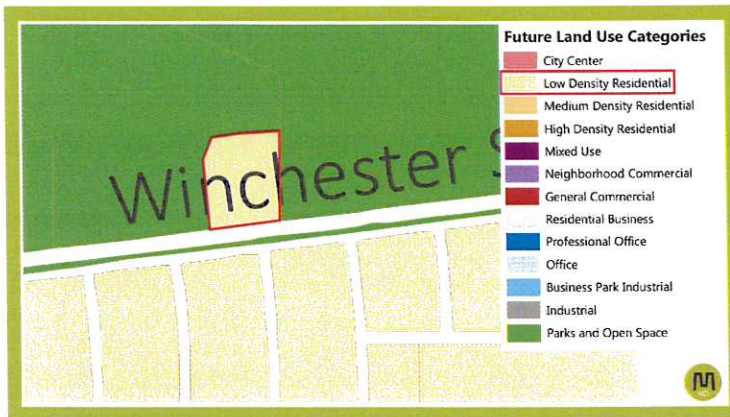 Future Land Use Categories
City Center
Low Density Residential
Medium Density Residential
High Density Residential
Mixed Use
Neighborhood Commercial
General Commercial
Residential Business
Professional Office
Office
Business Park Industrial
Industrial
Parks and Open Space
Winchester S
M